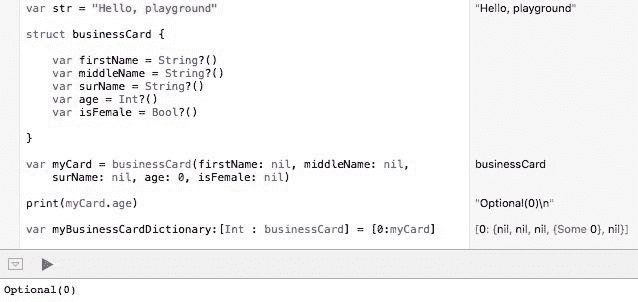 var str = "Hello, playground"
"Hello, playground"
struct businessCard {
var firstName = String?()
var middleName = String?()
var surName = String?()
var age = Int?()
var isFemale = Bool?()
}
var myCard = businessCard(firstName: nil, middleName: nil,
businessCard
surName: nil, age: 0, isFemale: nil)
print(myCard.age)
"Optional(0)\n"
var myBusinessCardDictionary:[Int : businessCard] = [0:myCard]
[0: {nil, nil, nil, {Some 0}, nil}]
Optional(0)